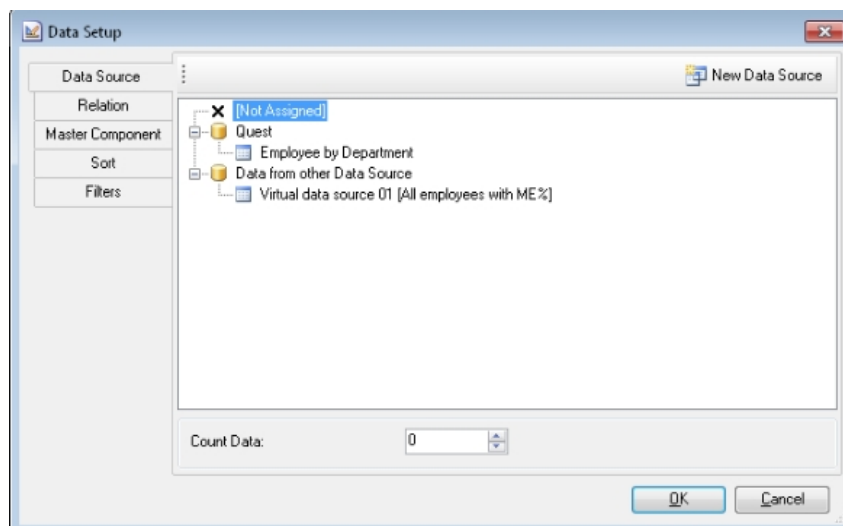 Data Setup
Data Source
Relation
Master Component
Sort
Filters
New Data Source
[Not Assigned]
Quest
Employee by Department
Data from other Data Source
Virtual data source 01 [All employees with ME%]
Count Data: 0
OK Cancel